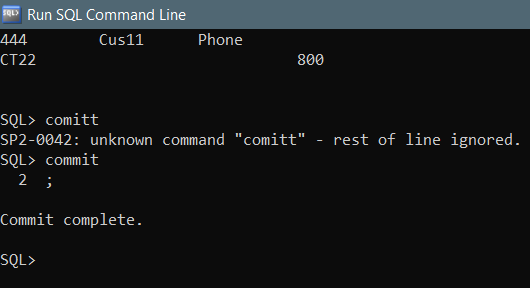 SQL> Run SQL Command Line
444 Cus11 Phone
CT22 800
SQL> comitt
SP2-0042: unknown command "comitt" - rest of line ignored.
SQL> commit
2 ;
Commit complete.
SQL>